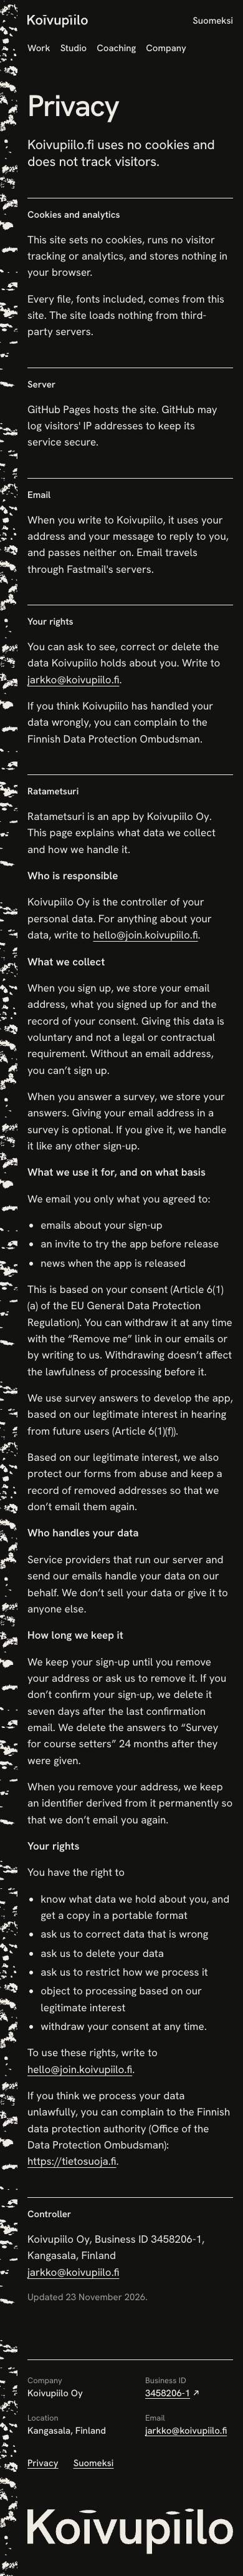 Koivupiilo
Suomeksi
Work Studio Coaching Company
Privacy
Koivupiilo.fi uses no cookies and
does not track visitors.
Cookies and analytics
This site sets no cookies, runs no visitor
tracking or analytics, and stores nothing in
your browser.
Every file, fonts included, comes from this
site. The site loads nothing from third-
party servers.
Server
GitHub Pages hosts the site. GitHub may
log visitors' IP addresses to keep its
service secure.
Email
When you write to Koivupiilo, it uses your
address and your message to reply to you,
and passes neither on. Email travels
through Fastmail's servers.
Your rights
You can ask to see, correct or delete the
data Koivupiilo holds about you. Write to
jarkko@koivupiilo.fi.
If you think Koivupiilo has handled your
data wrongly, you can complain to the
Finnish Data Protection Ombudsman.
Ratametsuri
Ratametsuri is an app by Koivupiilo Oy.
This page explains what data we collect
and how we handle it.
Who is responsible
Koivupiilo Oy is the controller of your
personal data. For anything about your
data, write to hello@join.koivupiilo.fi.
What we collect
When you sign up, we store your email
address, what you signed up for and the
record of your consent. Giving this data is
voluntary and not a legal or contractual
requirement. Without an email address,
you can’t sign up.
When you answer a survey, we store your
answers. Giving your email address in a
survey is optional. If you give it, we handle
it like any other sign-up.
What we use it for, and on what basis
We email you only what you agreed to:
• emails about your sign-up
• an invite to try the app before release
• news when the app is released
This is based on your consent (Article 6(1)
(a) of the EU General Data Protection
Regulation). You can withdraw it at any time
with the “Remove me” link in our emails or
by writing to us. Withdrawing doesn’t affect
the lawfulness of processing before it.
We use survey answers to develop the app,
based on our legitimate interest in hearing
from future users (Article 6(1)(f)).
Based on our legitimate interest, we also
protect our forms from abuse and keep a
record of removed addresses so that we
don’t email them again.
Who handles your data
Service providers that run our server and
send our emails handle your data on our
behalf. We don’t sell your data or give it to
anyone else.
How long we keep it
We keep your sign-up until you remove
your address or ask us to remove it. If you
don’t confirm your sign-up, we delete it
seven days after the last confirmation
email. We delete the answers to “Survey
for course setters” 24 months after they
were given.
When you remove your address, we keep
an identifier derived from it permanently so
that we don’t email you again.
Your rights
You have the right to
• know what data we hold about you, and
get a copy in a portable format
• ask us to correct data that is wrong
• ask us to delete your data
• ask us to restrict how we process it
• object to processing based on our
legitimate interest
• withdraw your consent at any time.
To use these rights, write to
hello@join.koivupiilo.fi.
If you think we process your data
unlawfully, you can complain to the Finnish
data protection authority (Office of the
Data Protection Ombudsman):
https://tietosuoja.fi.
Controller
Koivupiilo Oy, Business ID 3458206-1,
Kangasala, Finland
jarkko@koivupiilo.fi
Updated 23 November 2026.
Company
Koivupiilo Oy
Business ID
3458206-1 ↗
Location
Kangasala, Finland
Email
jarkko@koivupiilo.fi
Privacy Suomeksi
Koivupiilo